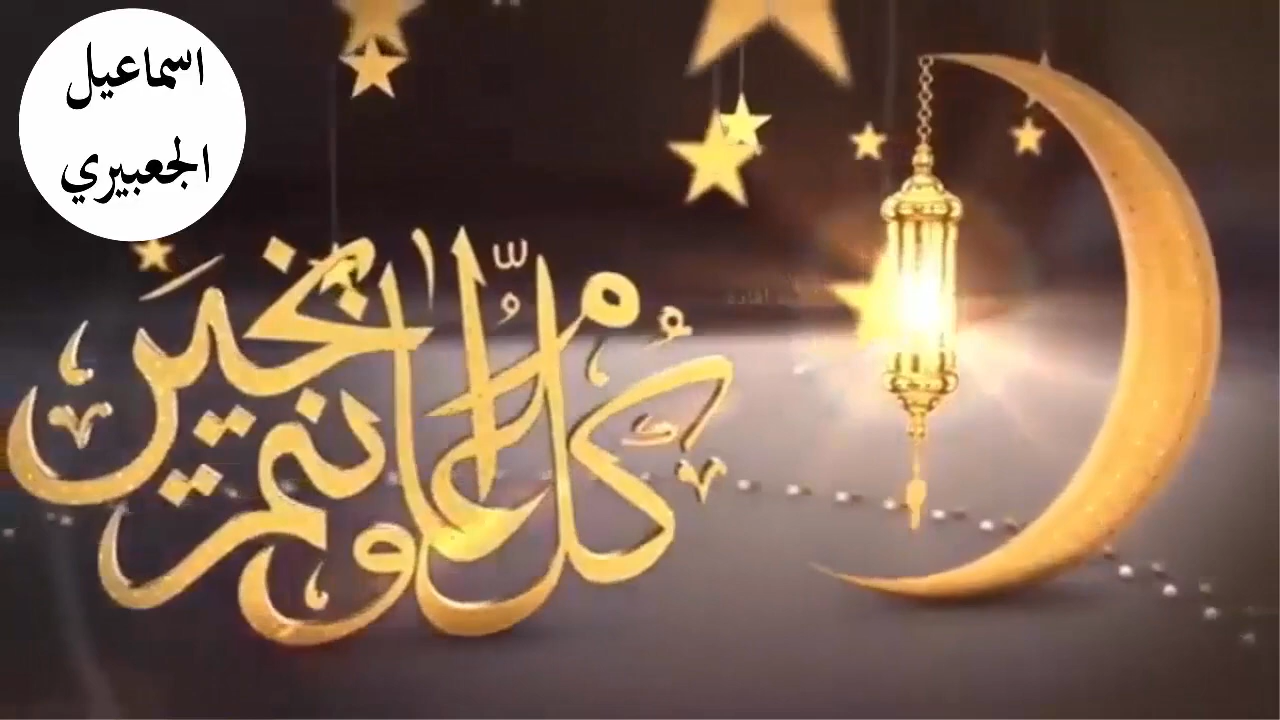 اسماعيل
الجعبيري
كل عام وانتم بخير